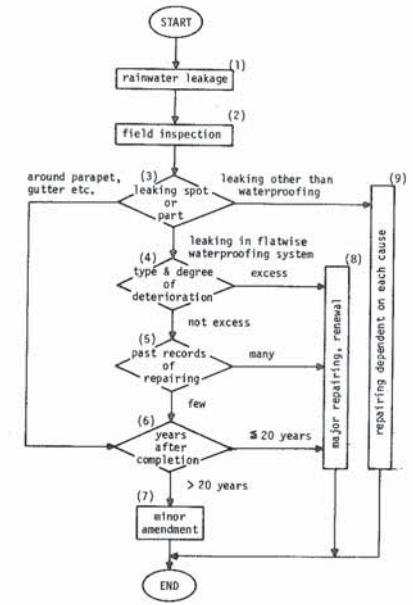 START
(1)
rainwater leakage
(2)
field inspection
around parapet,
gutter etc.
(3)
leaking spot
or
part
leaking other than
waterproofing
(9)
repairing dependent on each cause
leaking in flatwise
waterproofing system
(4)
type & degree
of
deterioration
excess
(8)
major repairing, renewal
not excess
(5)
past records
of
repairing
many
few
(6)
years
after
completion
≦ 20 years
> 20 years
(7)
minor
amendment
END